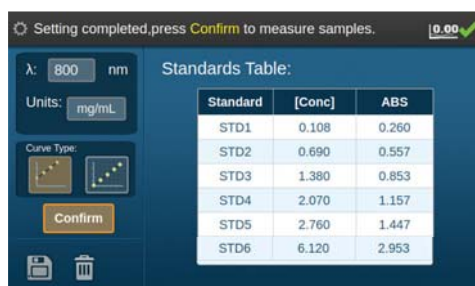 Setting completed,press Confirm to measure samples.
0.00
λ: 800 nm
Units: mg/mL
Curve Type:
Confirm
Standards Table:
Standard [Conc] ABS
STD1 0.108 0.260
STD2 0.690 0.557
STD3 1.380 0.853
STD4 2.070 1.157
STD5 2.760 1.447
STD6 6.120 2.953